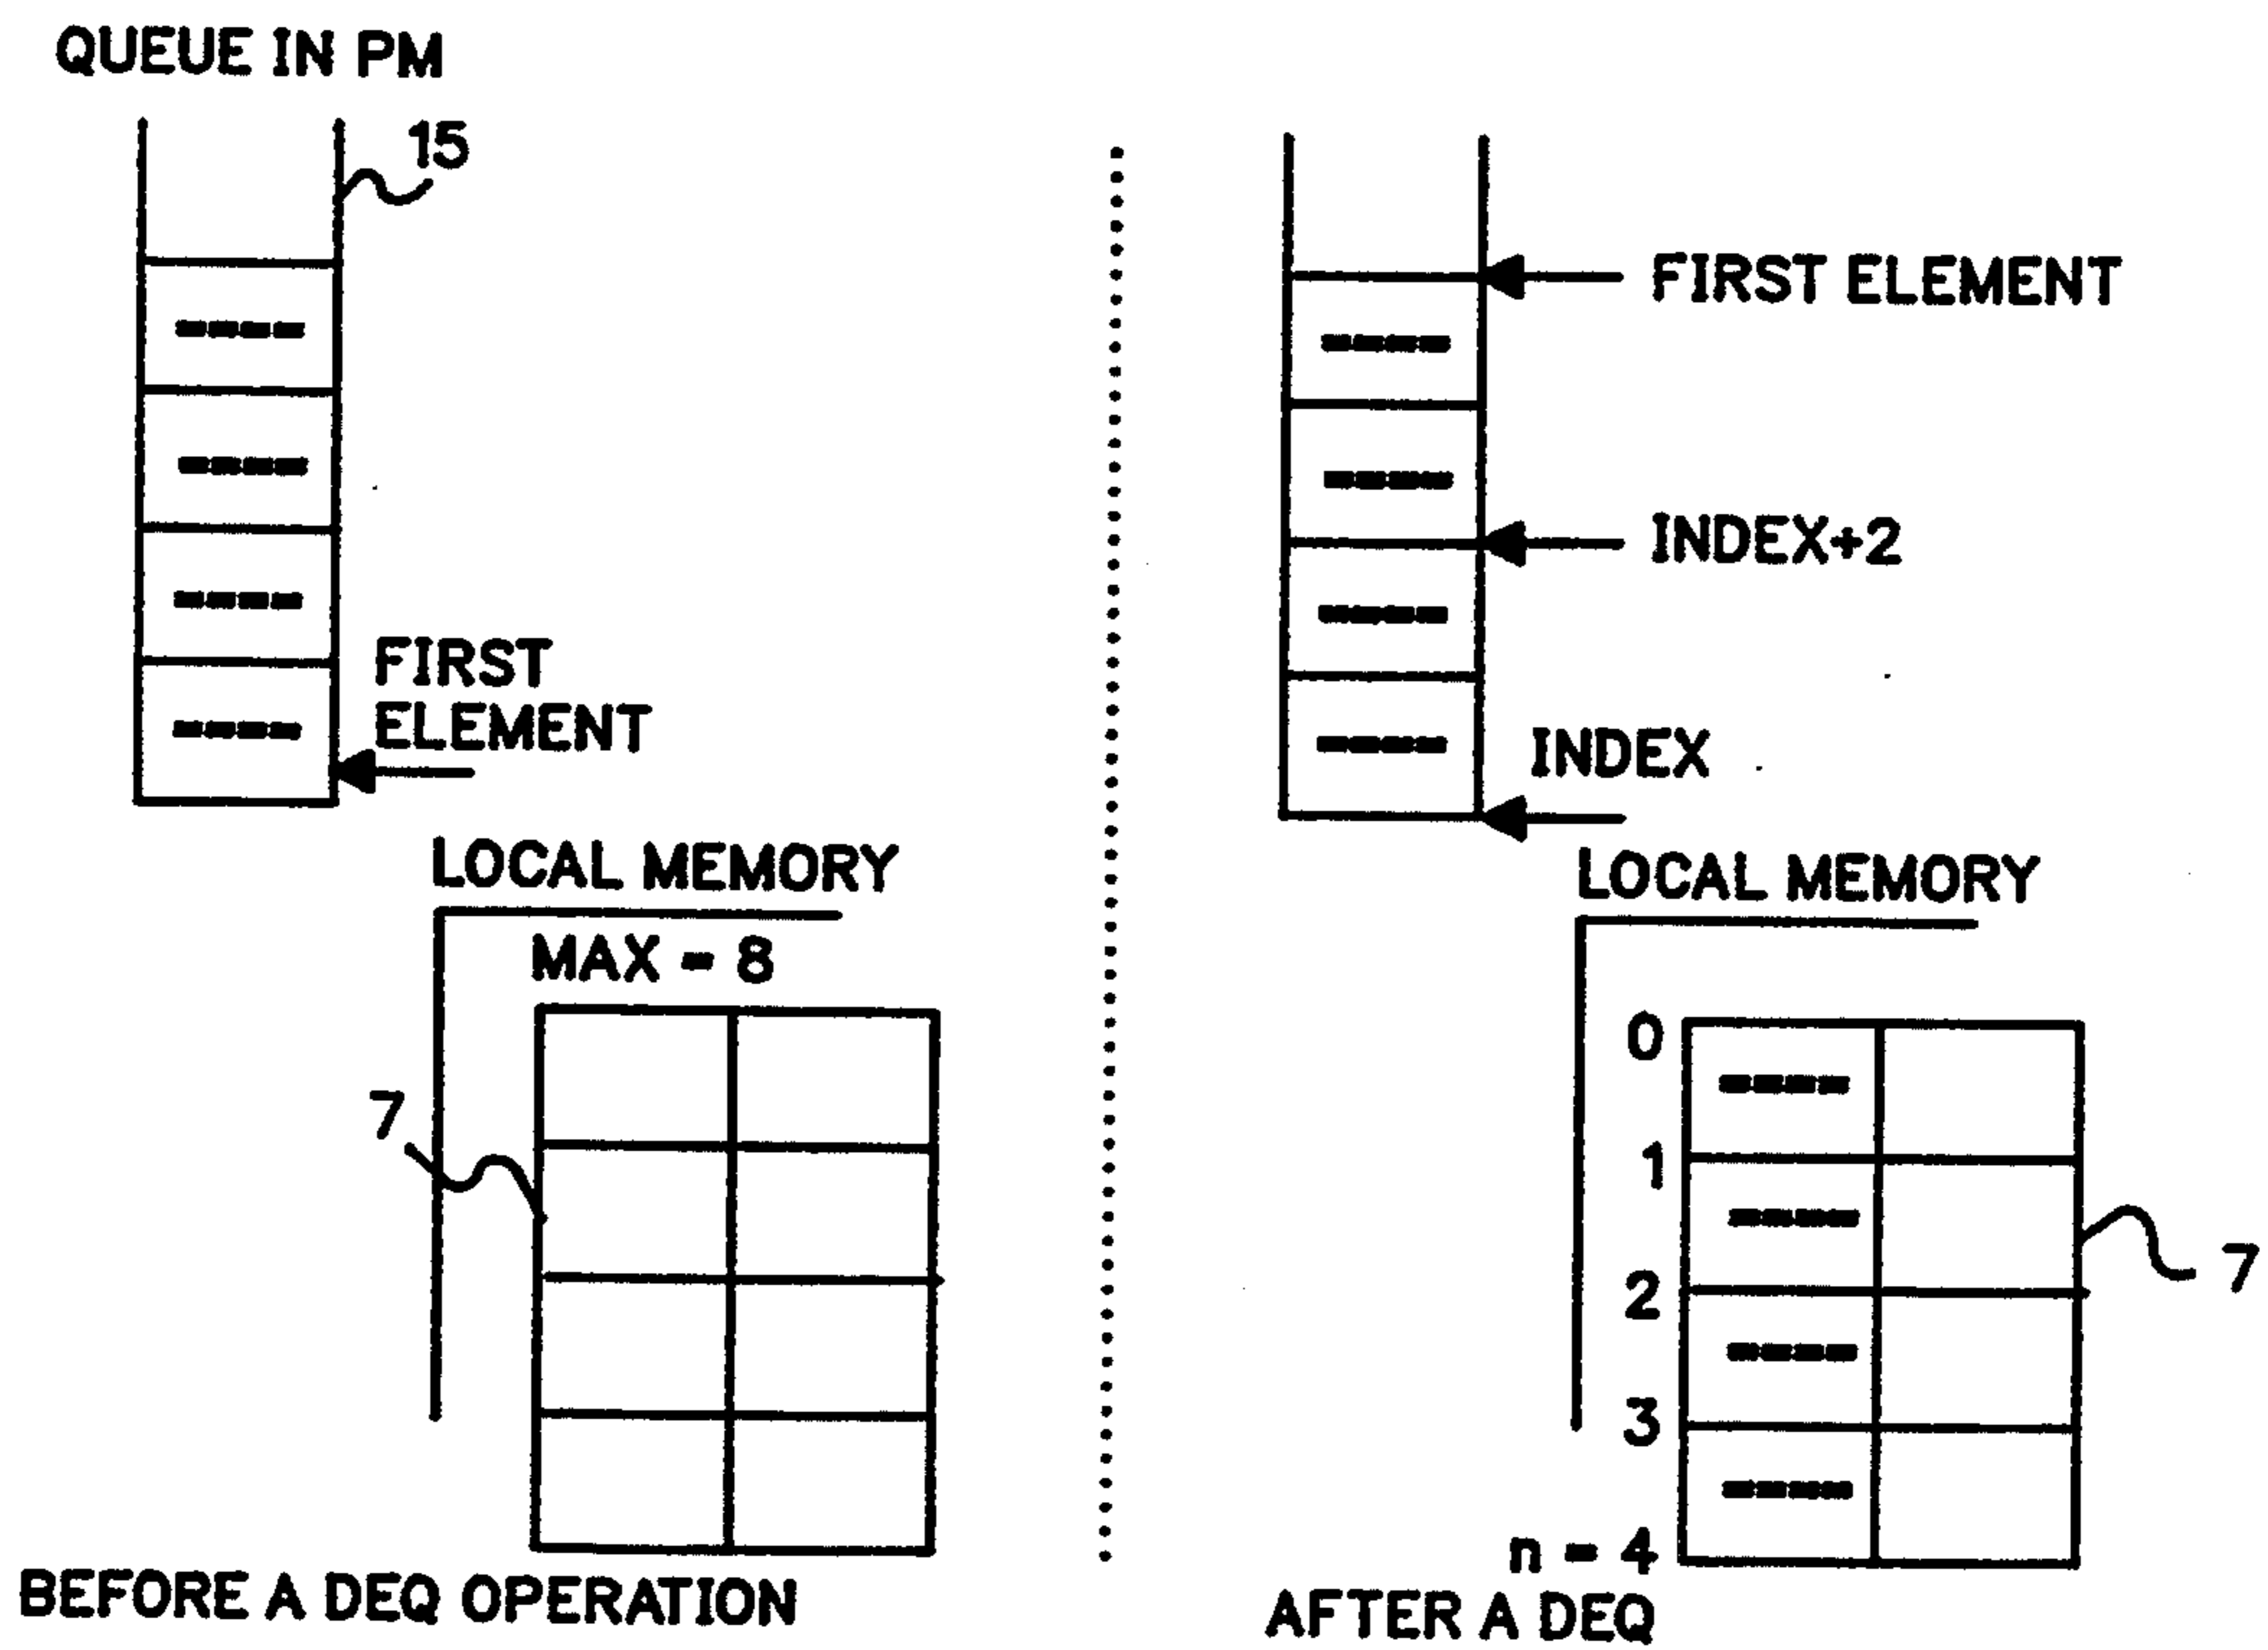 QUEUE IN PM
15
FIRST
ELEMENT
LOCAL MEMORY
MAX = 8
7
BEFORE A DEQ OPERATION
FIRST ELEMENT
INDEX+2
INDEX
LOCAL MEMORY
0
1
2
3
n = 4
7
AFTER A DEQ